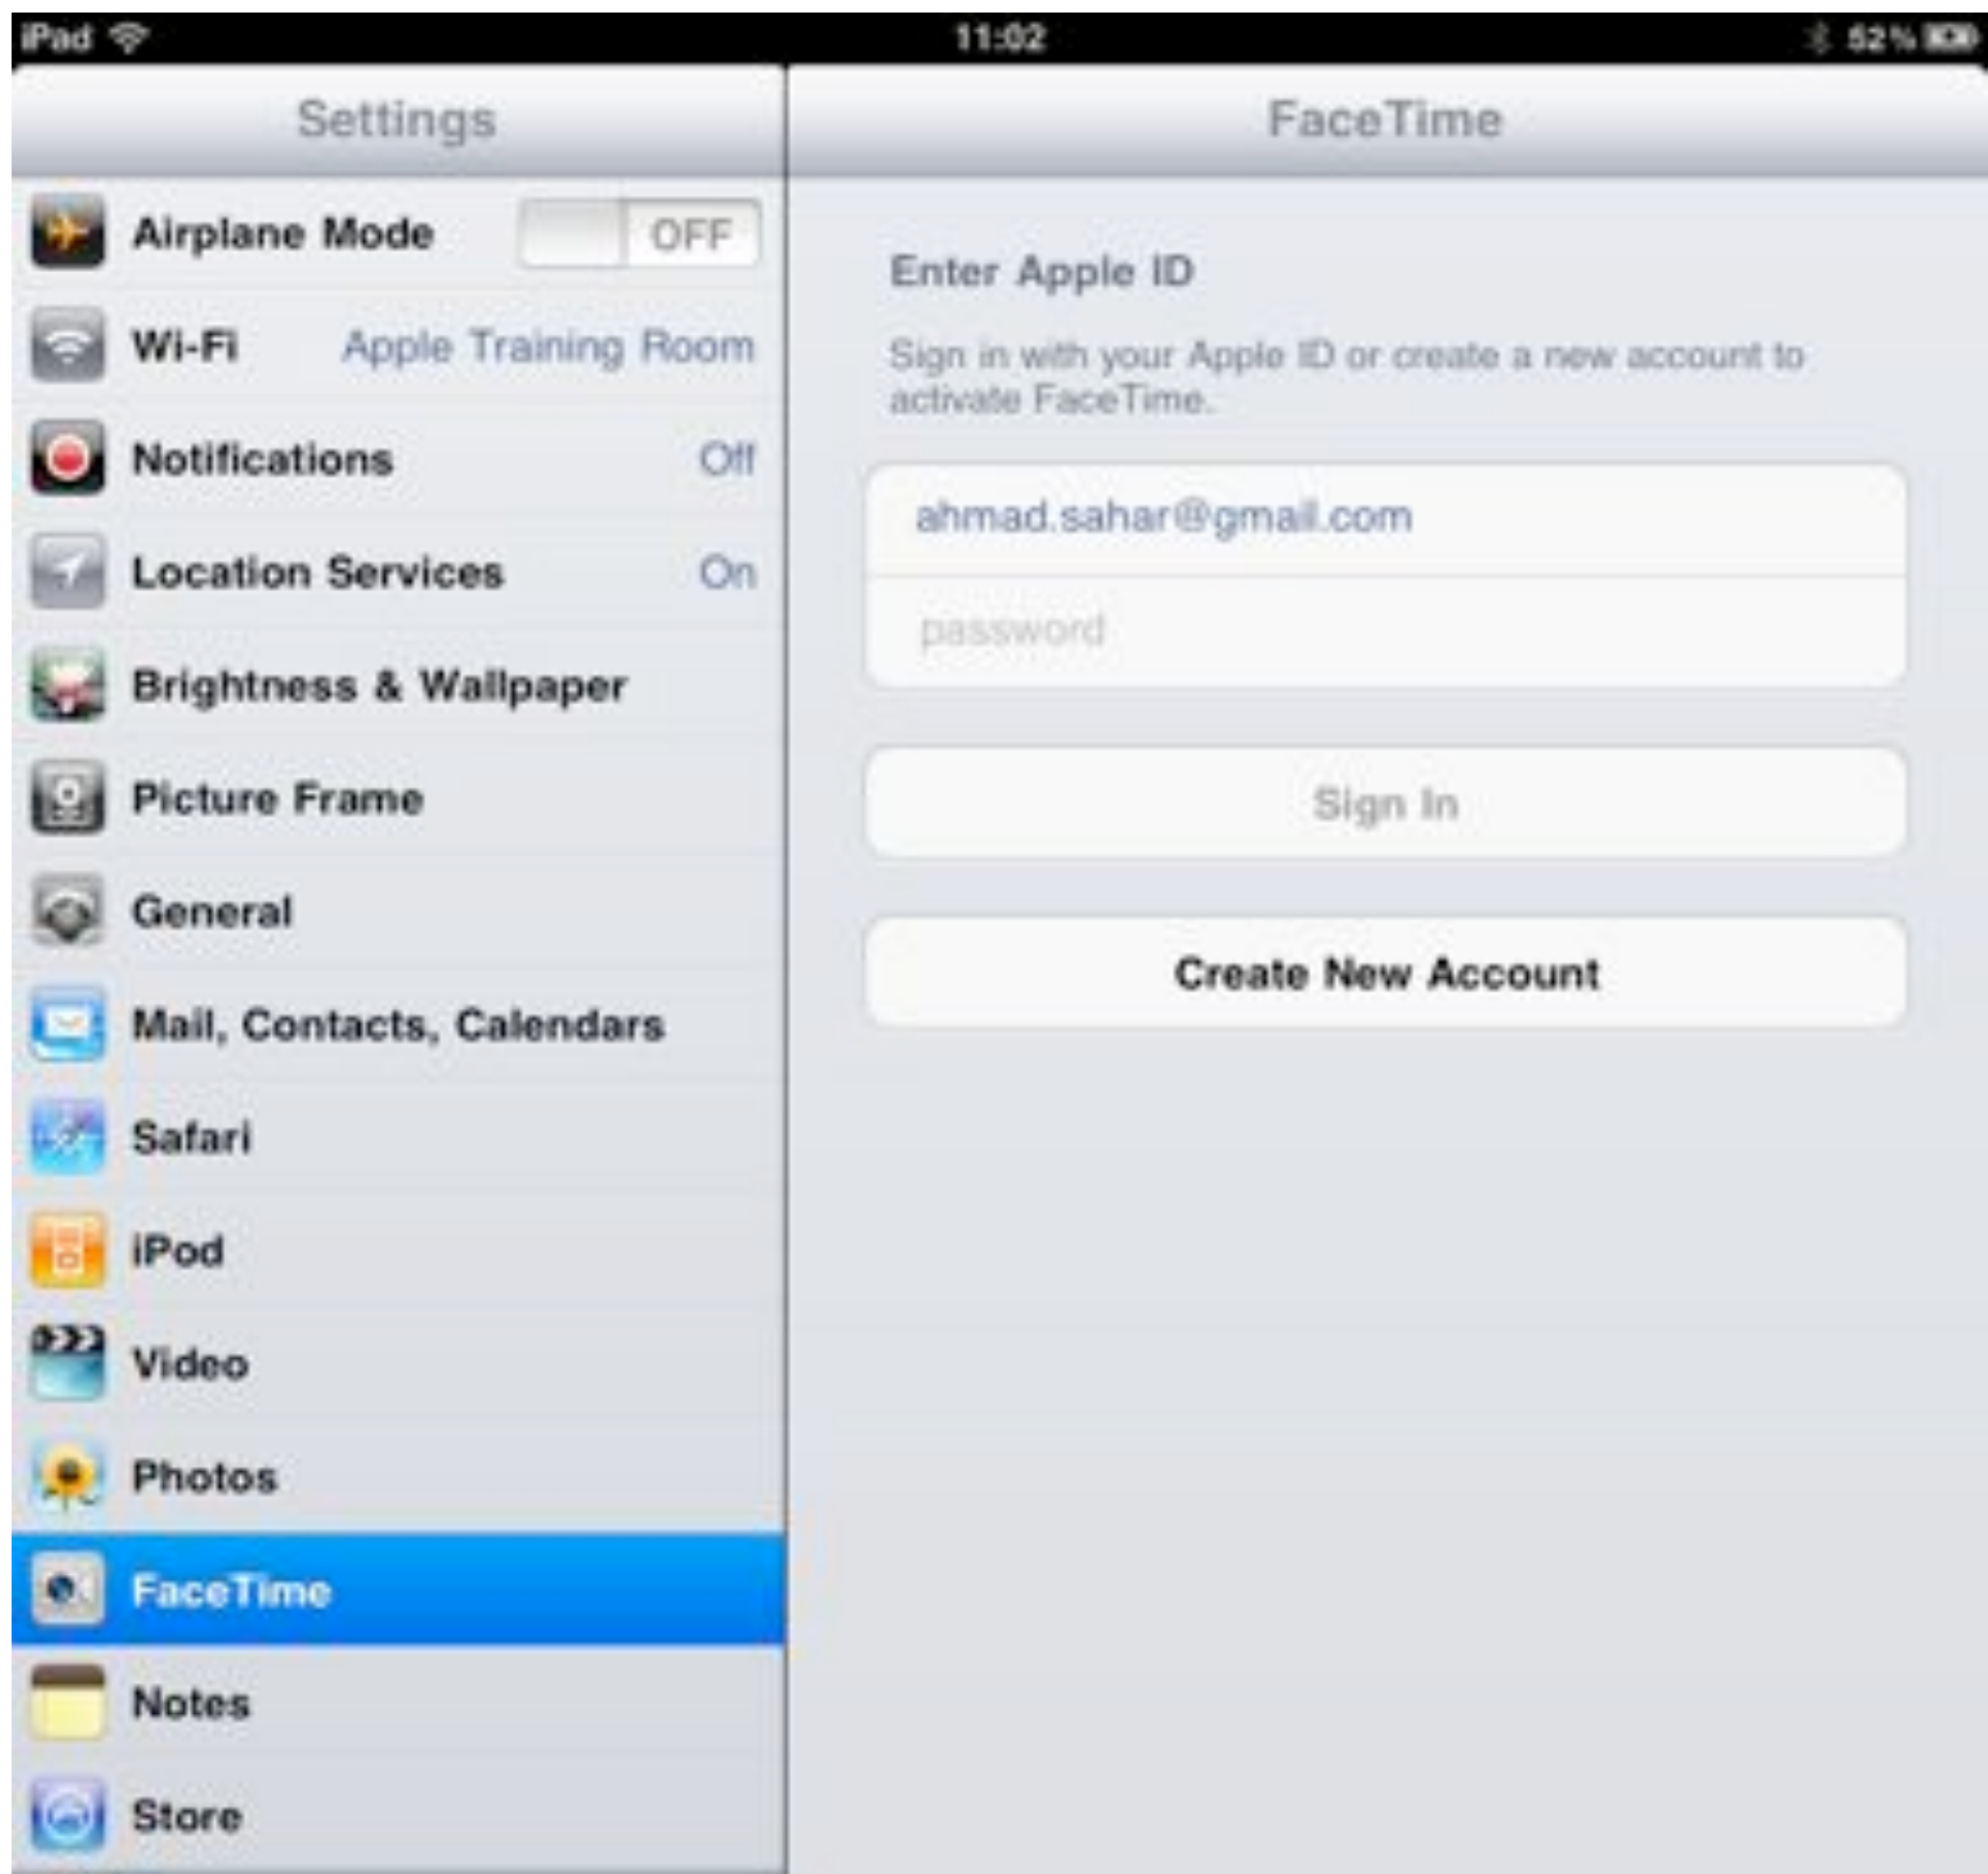 iPad 11:02 52%
Settings
Airplane Mode OFF
Wi-Fi Apple Training Room
Notifications Off
Location Services On
Brightness & Wallpaper
Picture Frame
General
Mail, Contacts, Calendars
Safari
iPod
Video
Photos
FaceTime
Notes
Store
FaceTime
Enter Apple ID
Sign in with your Apple ID or create a new account to
activate FaceTime.
ahmad.sahar@gmail.com
password
Sign In
Create New Account